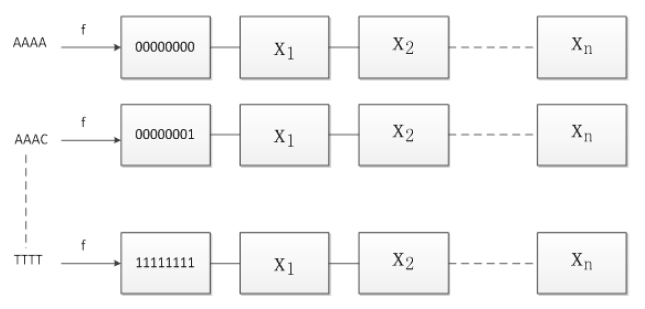 AAAA f 00000000 X1 X2 Xn
AAAC f 00000001 X1 X2 Xn
TTTT f 11111111 X1 X2 Xn